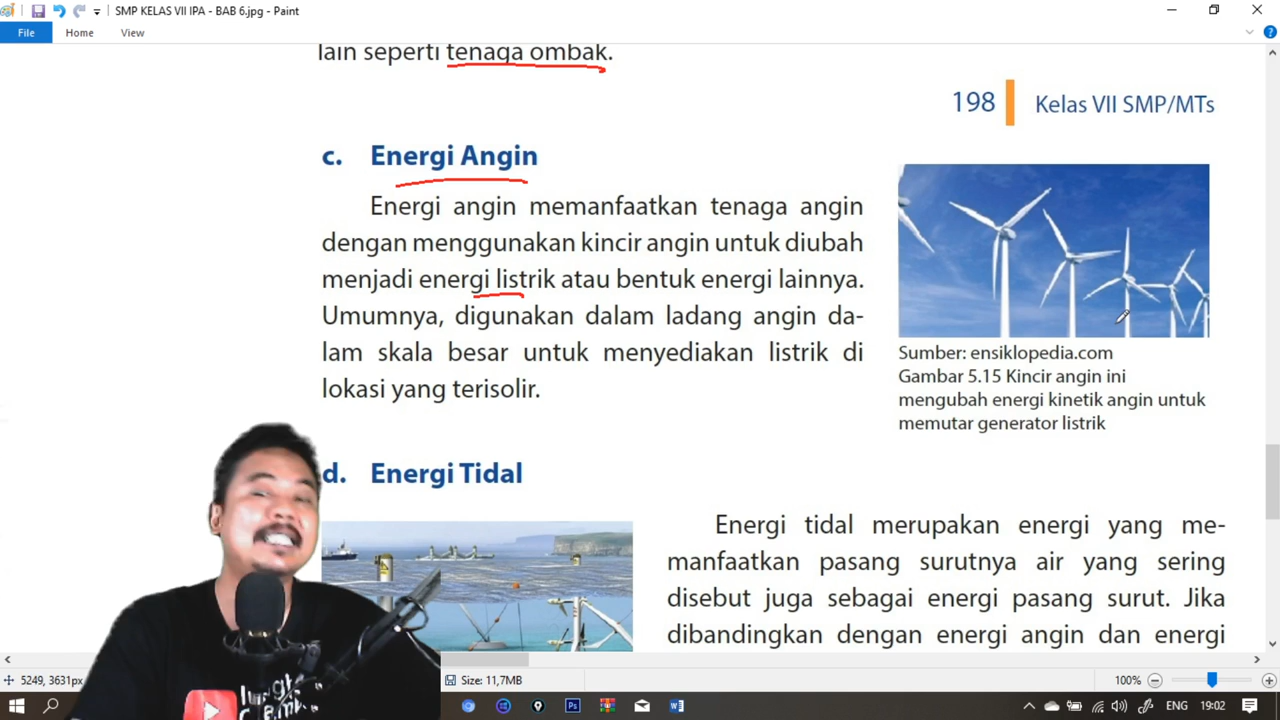 SMP KELAS VII IPA - BAB 6.jpg - Paint
File Home View
lain seperti tenaga ombak.
198 Kelas VII SMP/MTs
c. Energi Angin
Energi angin memanfaatkan tenaga angin
dengan menggunakan kincir angin untuk diubah
menjadi energi listrik atau bentuk energi lainnya.
Umumnya, digunakan dalam ladang angin da-
lam skala besar untuk menyediakan listrik di
lokasi yang terisolir.
Sumber: ensiklopedia.com
Gambar 5.15 Kincir angin ini
mengubah energi kinetik angin untuk
memutar generator listrik
d. Energi Tidal
Energi tidal merupakan energi yang me-
manfaatkan pasang surutnya air yang sering
disebut juga sebagai energi pasang surut. Jika
dibandingkan dengan energi angin dan energi
5249, 3631px
Size: 11,7MB
100%
Ps
W
ENG
19:02